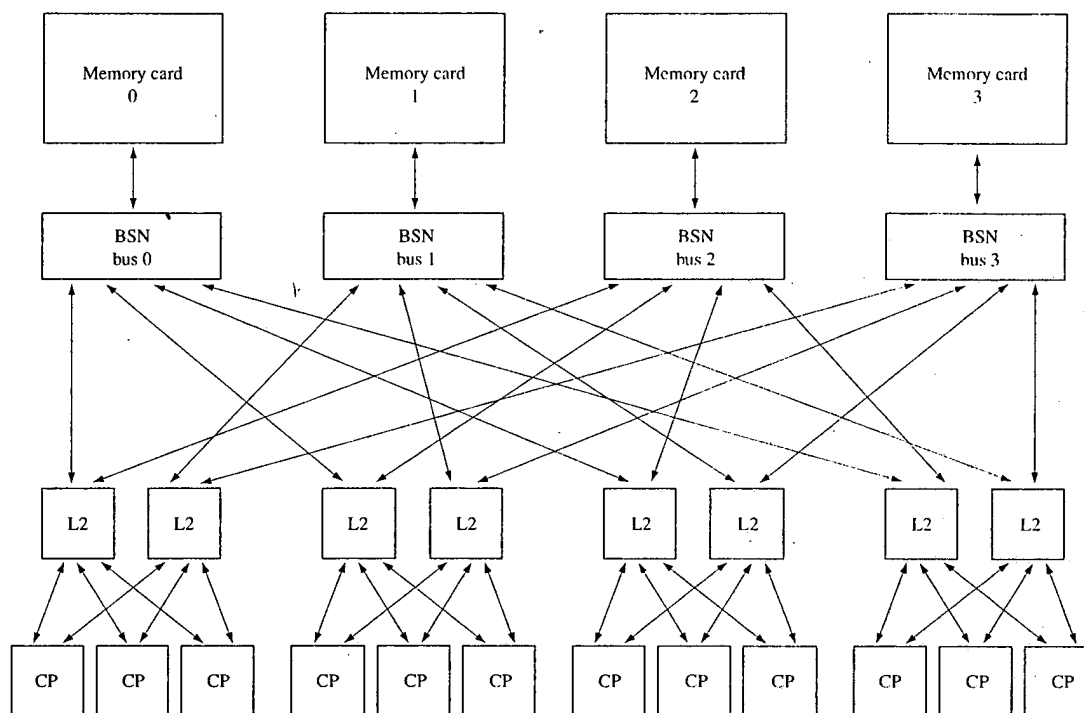 Memory card
0
Memory card
1
Memory card
2
Memory card
3
BSN
bus 0
BSN
bus 1
BSN
bus 2
BSN
bus 3
L2
L2
L2
L2
L2
L2
L2
L2
CP
CP
CP
CP
CP
CP
CP
CP
CP
CP
CP
CP